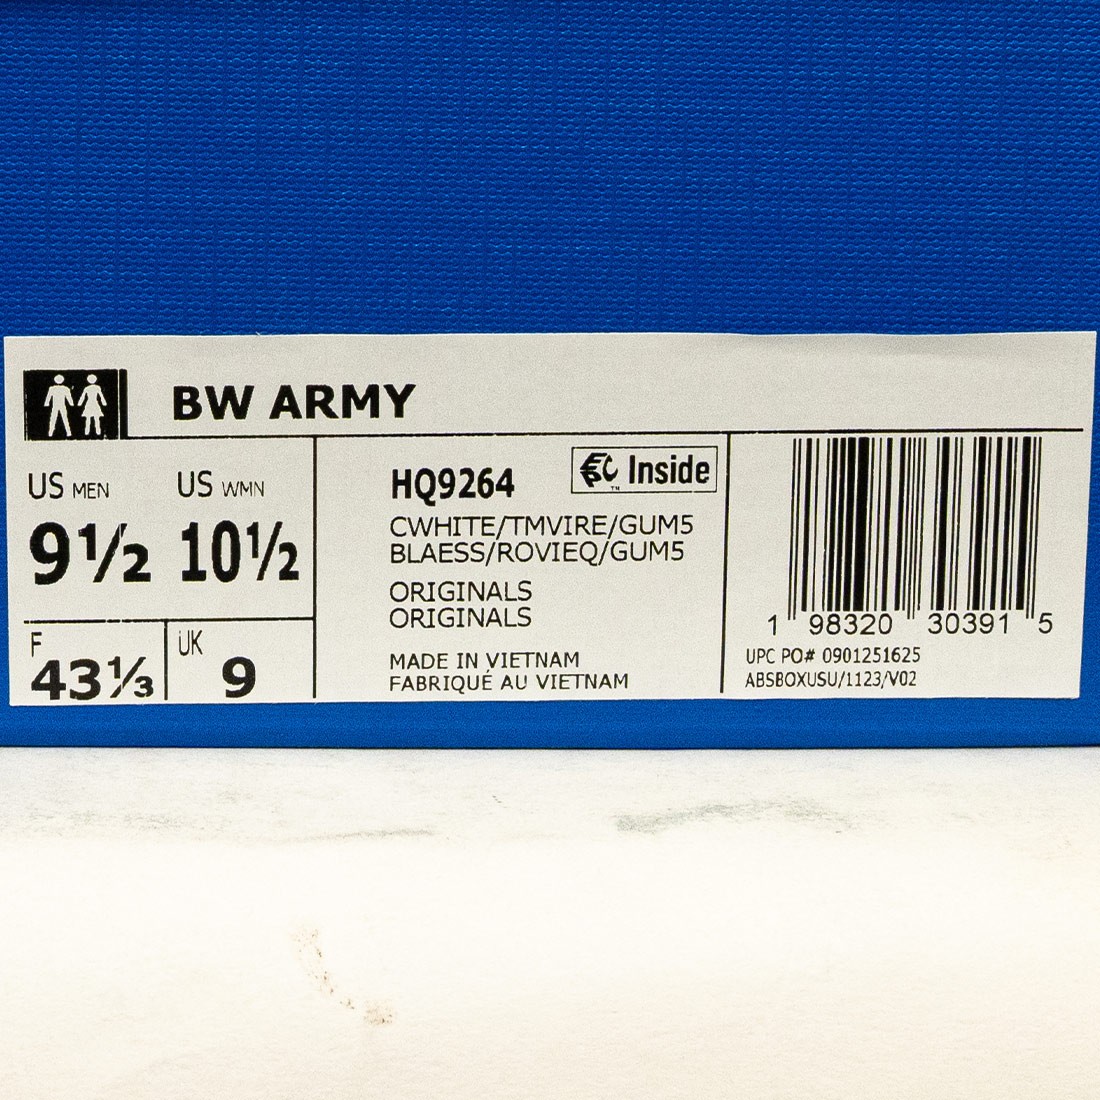 BW ARMY
US MEN
US WMN
9½
10½
F
43⅓
UK
9
HQ9264
EPC Inside
™
CWHITE/TMVIRE/GUM5
BLAESS/ROVIEQ/GUM5
ORIGINALS
ORIGINALS
MADE IN VIETNAM
FABRIQUÉ AU VIETNAM
1 98320 30391 5
UPC PO# 0901251625
ABSBOXUSU/1123/V02